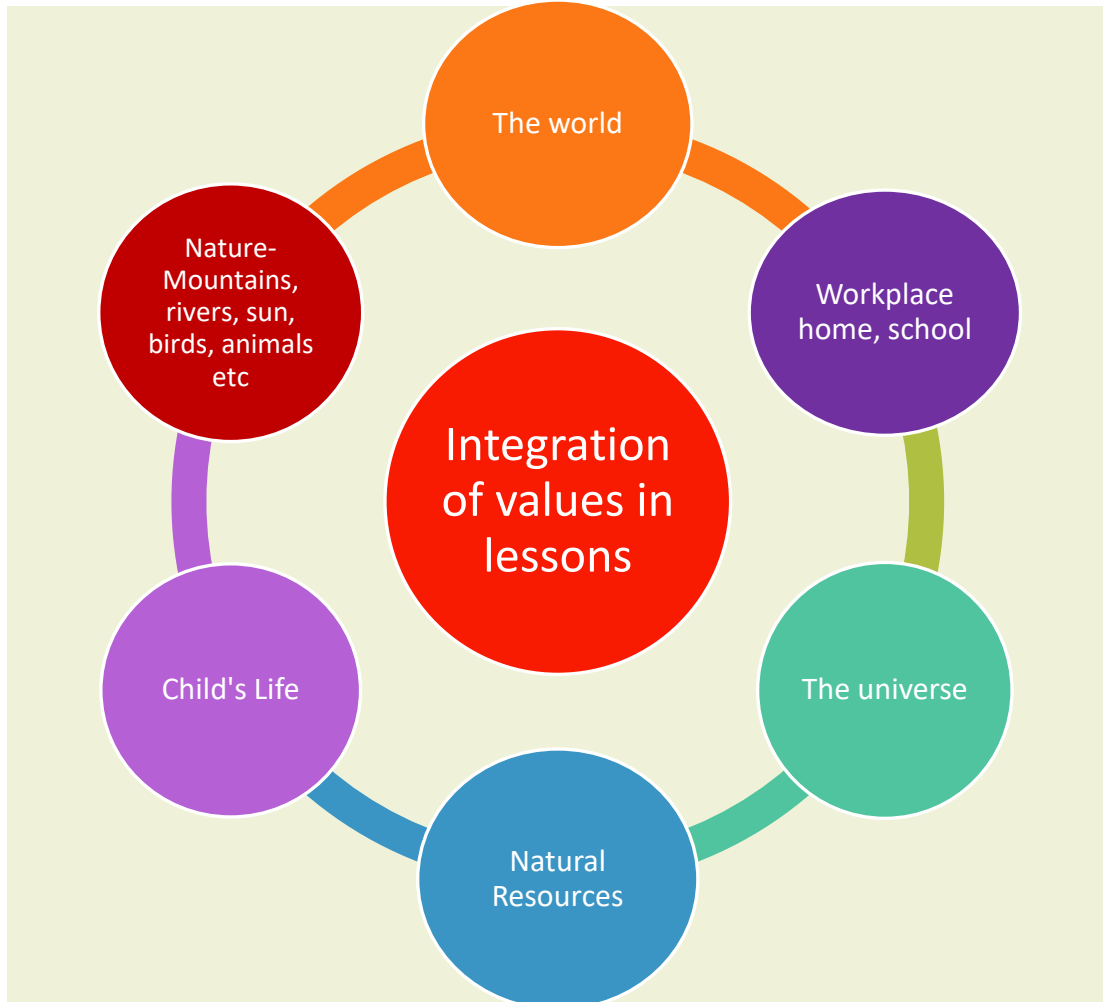 The world
Workplace
home, school
The universe
Natural
Resources
Child's Life
Nature-
Mountains,
rivers, sun,
birds, animals
etc
Integration
of values in
lessons